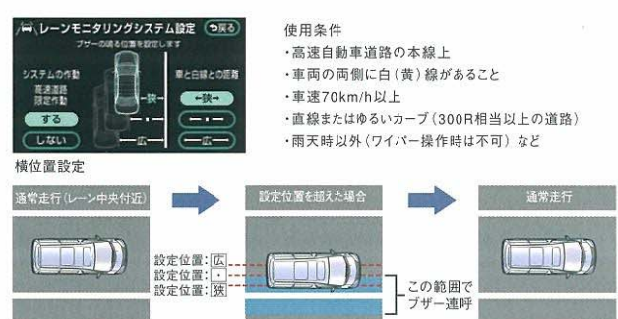 レーンモニタリングシステム設定
戻る
ブザーの鳴る位置を設定します
システムの作動
車と白線との距離
高速道路
限定作動
狭
←狭→
する
・
しない
広
広
使用条件
・高速自動車道路の本線上
・車両の両側に白(黄)線があること
・車速70km/h以上
・直線またはゆるいカーブ(300R相当以上の道路)
・雨天時以外(ワイパー操作時は不可) など
横位置設定
通常走行(レーン中央付近)
設定位置を超えた場合
通常走行
設定位置:広
設定位置:・
設定位置:狭
この範囲で
ブザー連呼